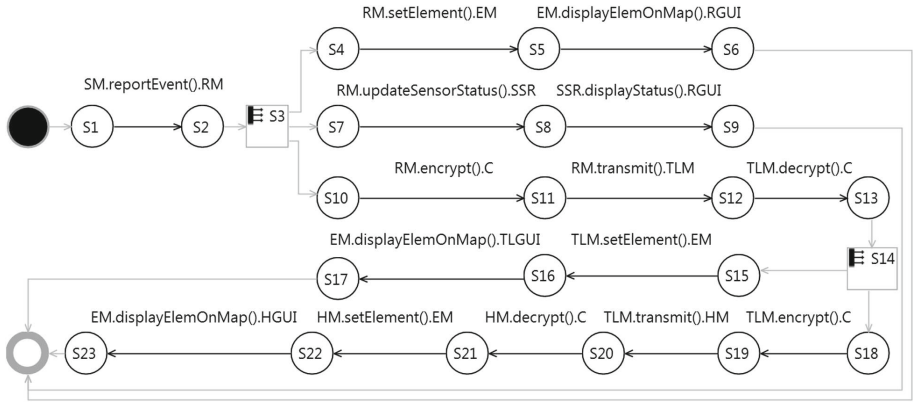 RM.setElement().EM EM.displayElemOnMap().RGUI
S4 S5 S6
SM.reportEvent().RM RM.updateSensorStatus().SSR SSR.displayStatus().RGUI
S1 S2 S3 S7 S8 S9
RM.encrypt().C RM.transmit().TLM TLM.decrypt().C
S10 S11 S12 S13
EM.displayElemOnMap().TLGUI TLM.setElement().EM
S17 S16 S15 S14
EM.displayElemOnMap().HGUI HM.setElement().EM HM.decrypt().C TLM.transmit().HM TLM.encrypt().C
S23 S22 S21 S20 S19 S18